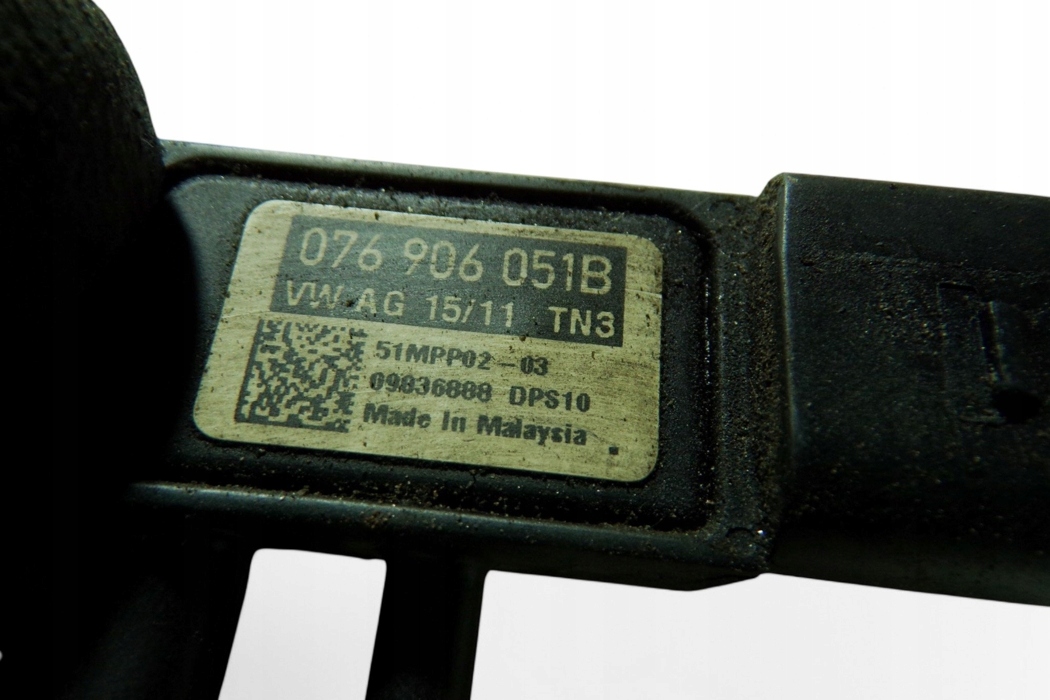 076 906 051B
VW AG 15/11 TN3
51MPP02-03
09836888 DPS10
Made In Malaysia